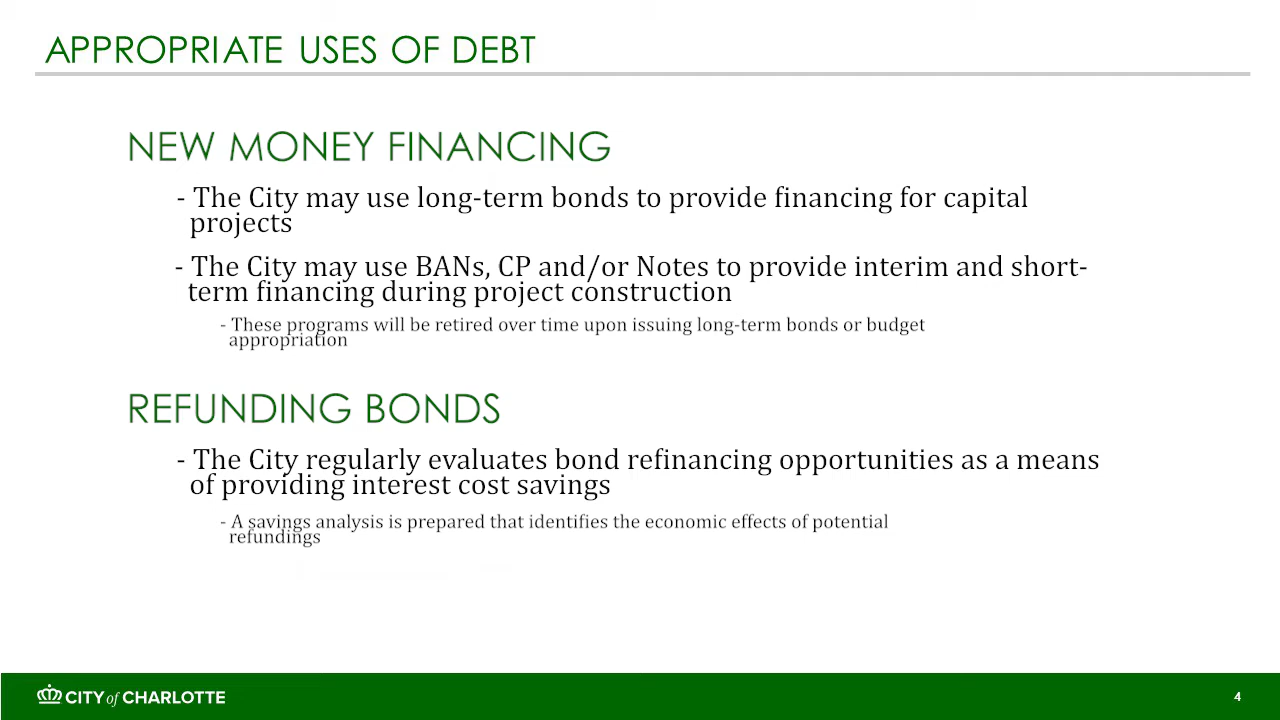 APPROPRIATE USES OF DEBT
NEW MONEY FINANCING
- The City may use long-term bonds to provide financing for capital
projects
- The City may use BANs, CP and/or Notes to provide interim and short-
term financing during project construction
- These programs will be retired over time upon issuing long-term bonds or budget
appropriation
REFUNDING BONDS
- The City regularly evaluates bond refinancing opportunities as a means
of providing interest cost savings
- A savings analysis is prepared that identifies the economic effects of potential
refundings
CITY of CHARLOTTE
4